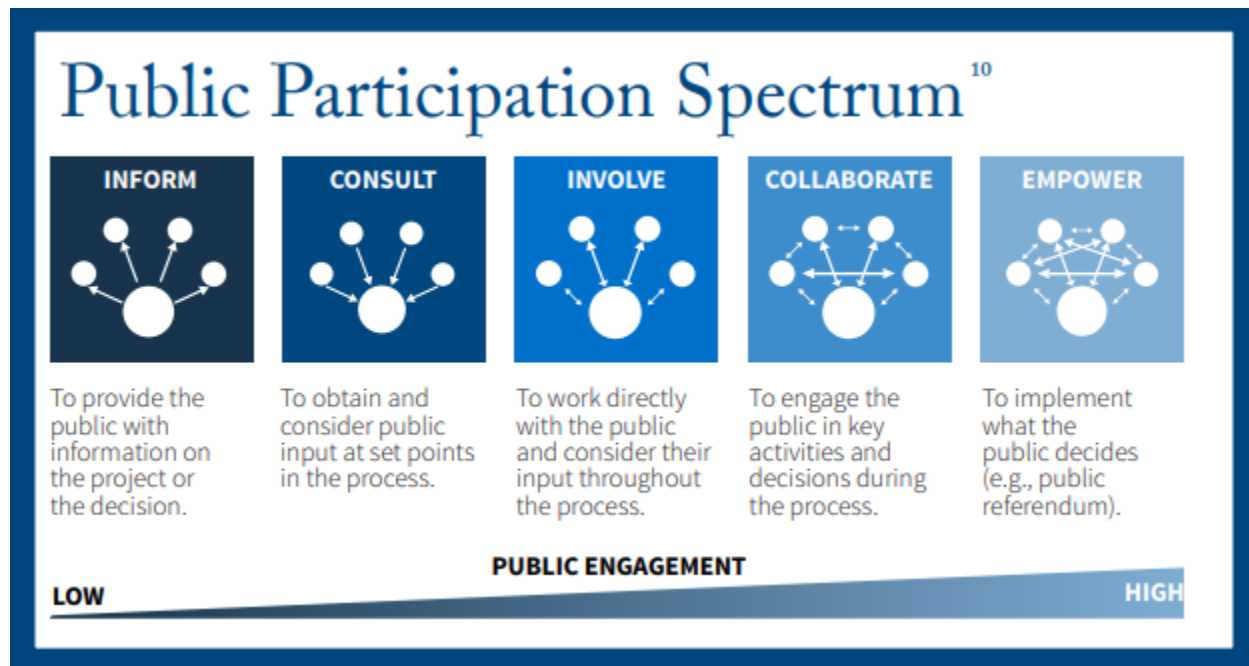 Public Participation Spectrum10
INFORM
To provide the
public with
information on
the project or
the decision.
CONSULT
To obtain and
consider public
input at set points
in the process.
INVOLVE
To work directly
with the public
and consider their
input throughout
the process.
COLLABORATE
To engage the
public in key
activities and
decisions during
the process.
EMPOWER
To implement
what the
public decides
(e.g., public
referendum).
PUBLIC ENGAGEMENT
LOW
HIGH